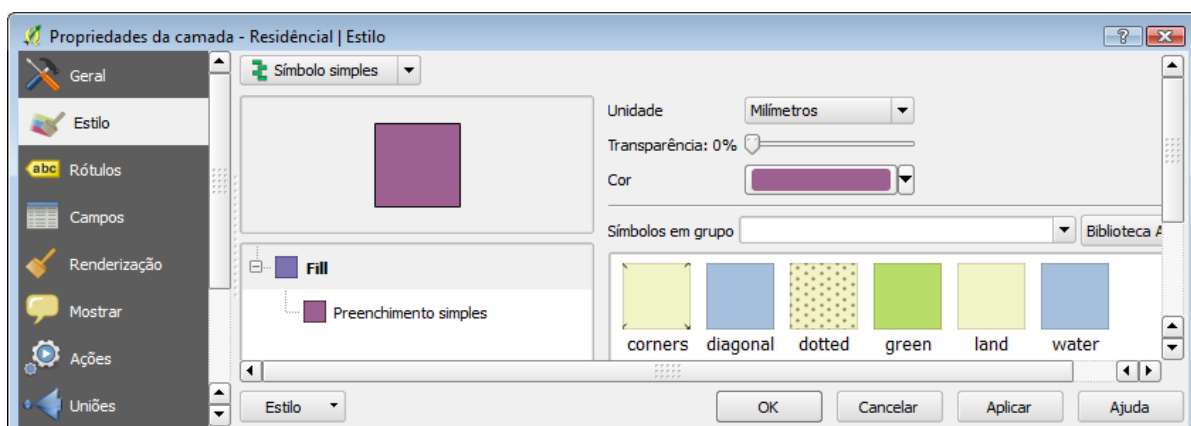 Propriedades da camada - Residêncial | Estilo
Geral
Estilo
abc Rótulos
Campos
Renderização
Mostrar
Ações
Uniões
Símbolo simples
Fill
Preenchimento simples
Unidade Milímetros
Transparência: 0%
Cor
Símbolos em grupo Biblioteca A
corners diagonal dotted green land water
Estilo OK Cancelar Aplicar Ajuda